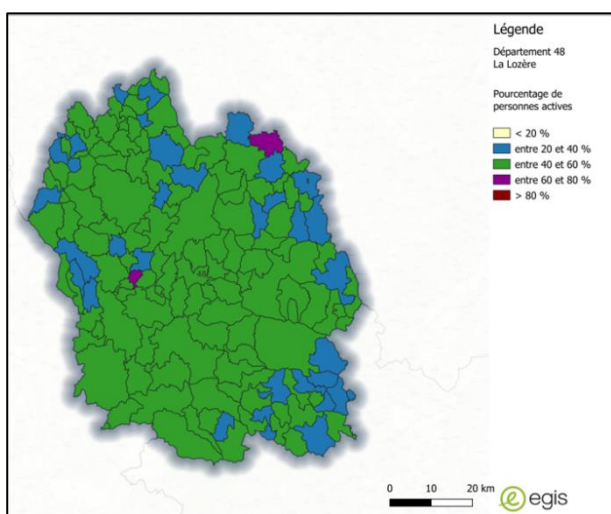 Légende
Département 48
La Lozère
Pourcentage de
personnes actives
< 20 %
entre 20 et 40 %
entre 40 et 60 %
entre 60 et 80 %
> 80 %
48
0 10 20 km
egis